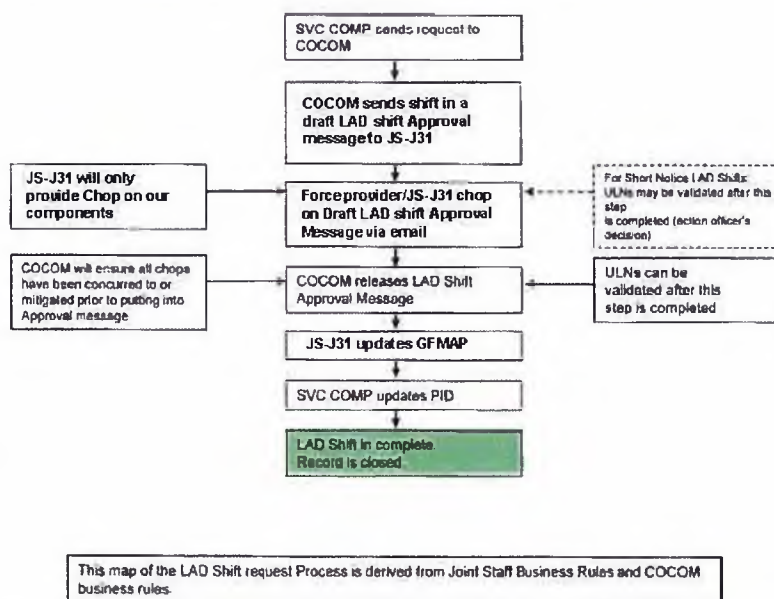 SVC COMP sends request to
COCOM
COCOM sends shift in a
draft LAD shift Approval
message to JS-J31
JS-J31 will only
provide Chop on our
components
Force provider/JS-J31 chop
on Draft LAD shift Approval
Message via email
For Short Notice LAD Shifts:
ULNs may be validated after this
step
is completed (action officer's
decision)
COCOM will ensure all chops
have been concurred to or
mitigated prior to putting into
Approval message
COCOM releases LAD Shift
Approval Message
ULNs can be
validated after this
step is completed
JS-J31 updates GFMAP
SVC COMP updates PID
LAD Shift in complete.
Record is closed
This map of the LAD Shift request Process is derived from Joint Staff Business Rules and COCOM
business rules.